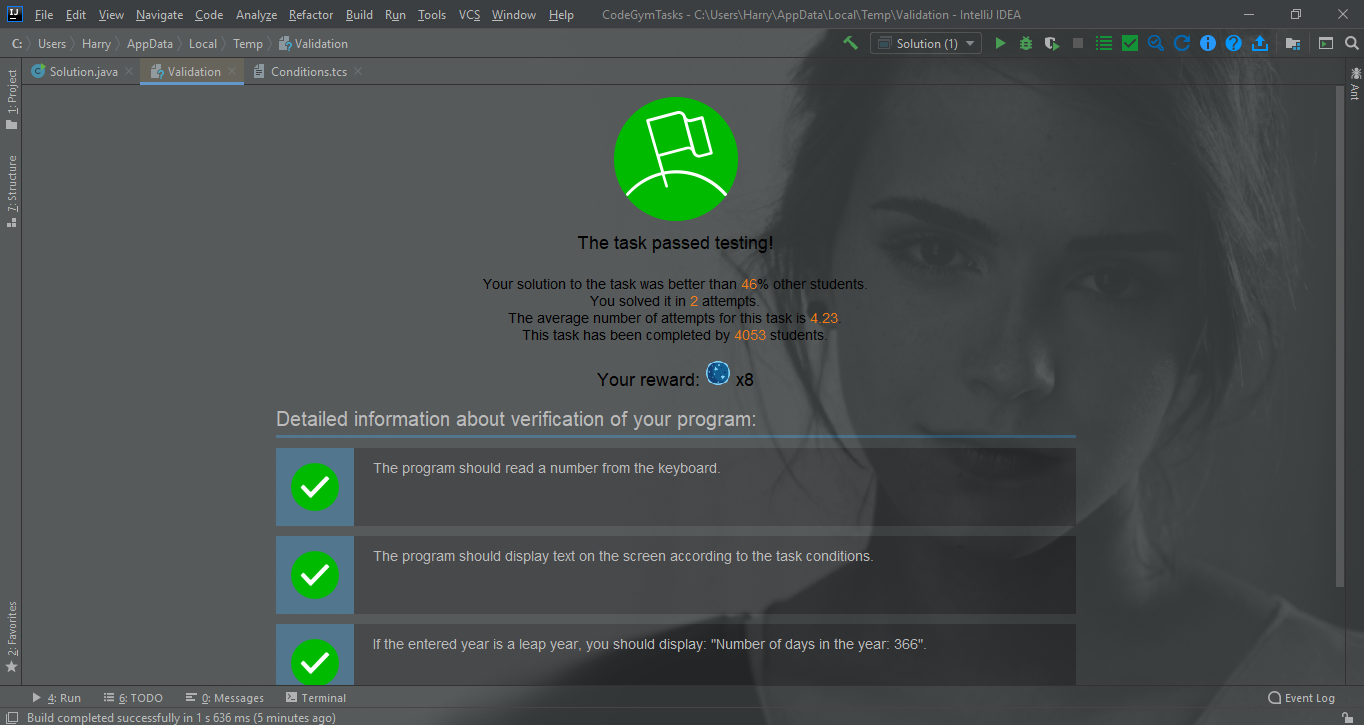 IJ File Edit View Navigate Code Analyze Refactor Build Run Tools VCS Window Help CodeGymTasks - C:\Users\Harry\AppData\Local\Temp\Validation - IntelliJ IDEA
C: Users Harry AppData Local Temp Validation Solution (1)
Solution.java Validation Conditions.tcs
1: Project
7: Structure
2: Favorites
Ant
The task passed testing!
Your solution to the task was better than 46% other students.
You solved it in 2 attempts.
The average number of attempts for this task is 4.23.
This task has been completed by 4053 students.
Your reward: x8
Detailed information about verification of your program:
The program should read a number from the keyboard.
The program should display text on the screen according to the task conditions.
If the entered year is a leap year, you should display: "Number of days in the year: 366".
4: Run 6: TODO 0: Messages Terminal Event Log
Build completed successfully in 1 s 636 ms (5 minutes ago)